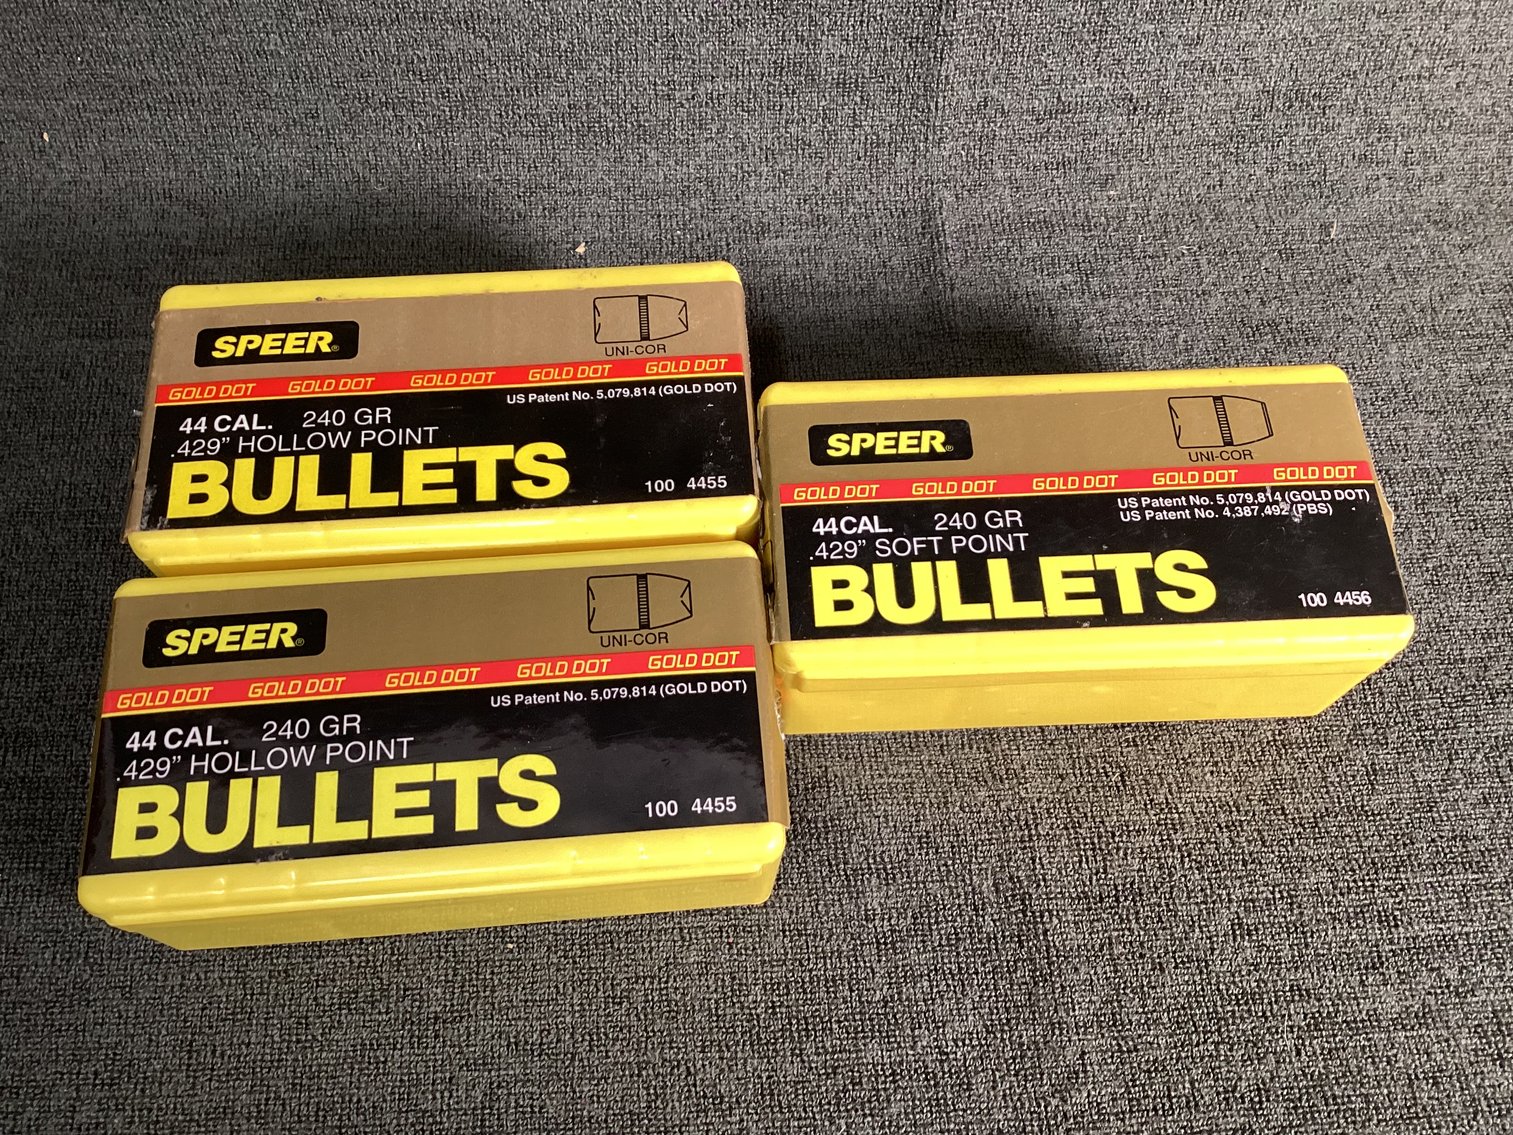 SPEER®
UNI-COR
GOLD DOT GOLD DOT GOLD DOT GOLD DOT GOLD DOT
US Patent No. 5,079,814 (GOLD DOT)
44 CAL. 240 GR
.429” HOLLOW POINT
BULLETS
100 4455
SPEER®
UNI-COR
GOLD DOT GOLD DOT GOLD DOT GOLD DOT GOLD DOT
US Patent No. 5,079,814 (GOLD DOT)
US Patent No. 4,387,492 (PBS)
44 CAL. 240 GR
.429” SOFT POINT
BULLETS
100 4456
SPEER®
UNI-COR
GOLD DOT GOLD DOT GOLD DOT GOLD DOT GOLD DOT
US Patent No. 5,079,814 (GOLD DOT)
44 CAL. 240 GR
.429” HOLLOW POINT
BULLETS
100 4455